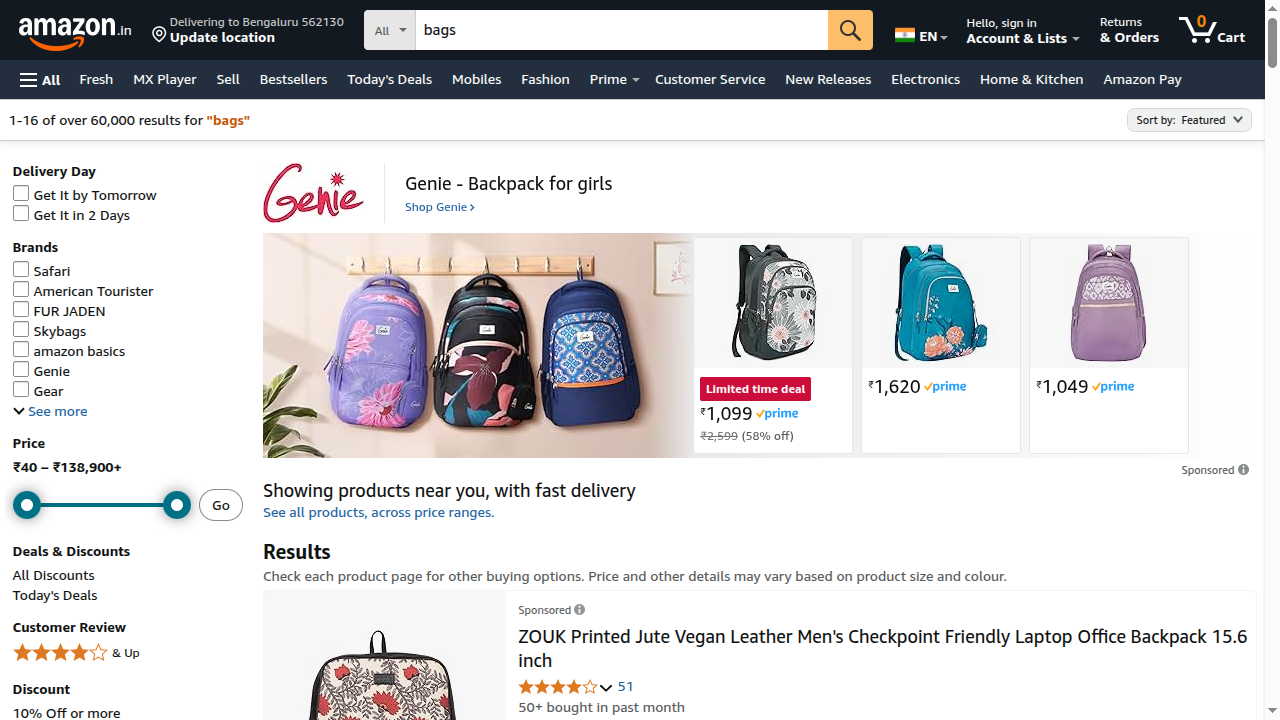 amazon.in
Delivering to Bengaluru 562130
Update location
All
bags
EN
Hello, sign in
Account & Lists
Returns
& Orders
0
Cart
All
Fresh
MX Player
Sell
Bestsellers
Today's Deals
Mobiles
Fashion
Prime
Customer Service
New Releases
Electronics
Home & Kitchen
Amazon Pay
1-16 of over 60,000 results for "bags"
Sort by: Featured
Delivery Day
Get It by Tomorrow
Get It in 2 Days
Brands
Safari
American Tourister
FUR JADEN
Skybags
amazon basics
Genie
Gear
See more
Price
₹40 – ₹138,900+
Go
Deals & Discounts
All Discounts
Today's Deals
Customer Review
& Up
Discount
10% Off or more
Genie
Genie - Backpack for girls
Shop Genie ›
Limited time deal
₹1,099 prime
₹2,599 (58% off)
₹1,620 prime
₹1,049 prime
Sponsored
Showing products near you, with fast delivery
See all products, across price ranges.
Results
Check each product page for other buying options. Price and other details may vary based on product size and colour.
Sponsored
ZOUK Printed Jute Vegan Leather Men's Checkpoint Friendly Laptop Office Backpack 15.6
inch
51
50+ bought in past month